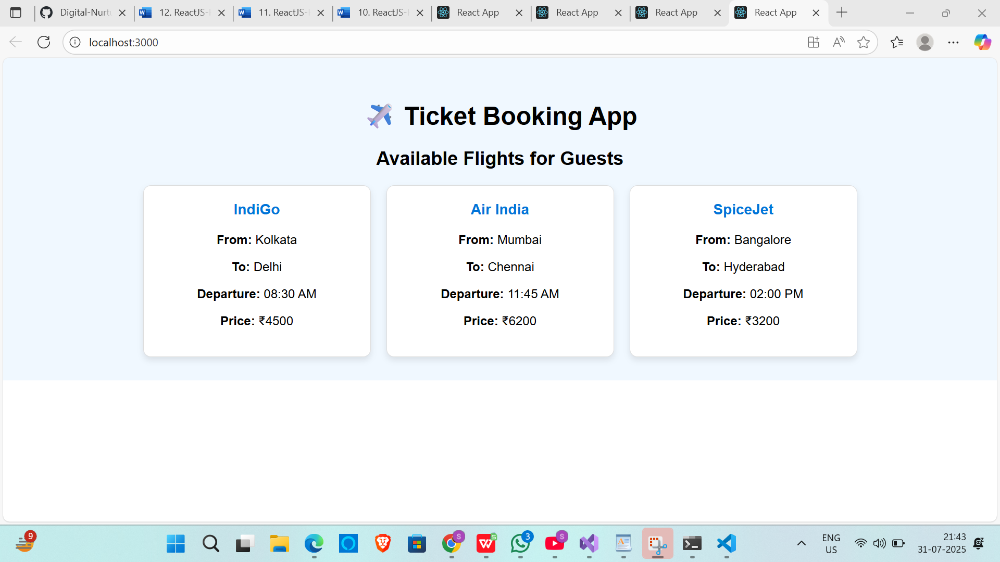 Digital-Nurtu
12. ReactJS-H
11. ReactJS-H
10. ReactJS-H
React App
React App
React App
React App
localhost:3000
Ticket Booking App
Available Flights for Guests
IndiGo
From: Kolkata
To: Delhi
Departure: 08:30 AM
Price: ₹4500
Air India
From: Mumbai
To: Chennai
Departure: 11:45 AM
Price: ₹6200
SpiceJet
From: Bangalore
To: Hyderabad
Departure: 02:00 PM
Price: ₹3200
9
S
S
3
S
ENG
US
21:43
31-07-2025